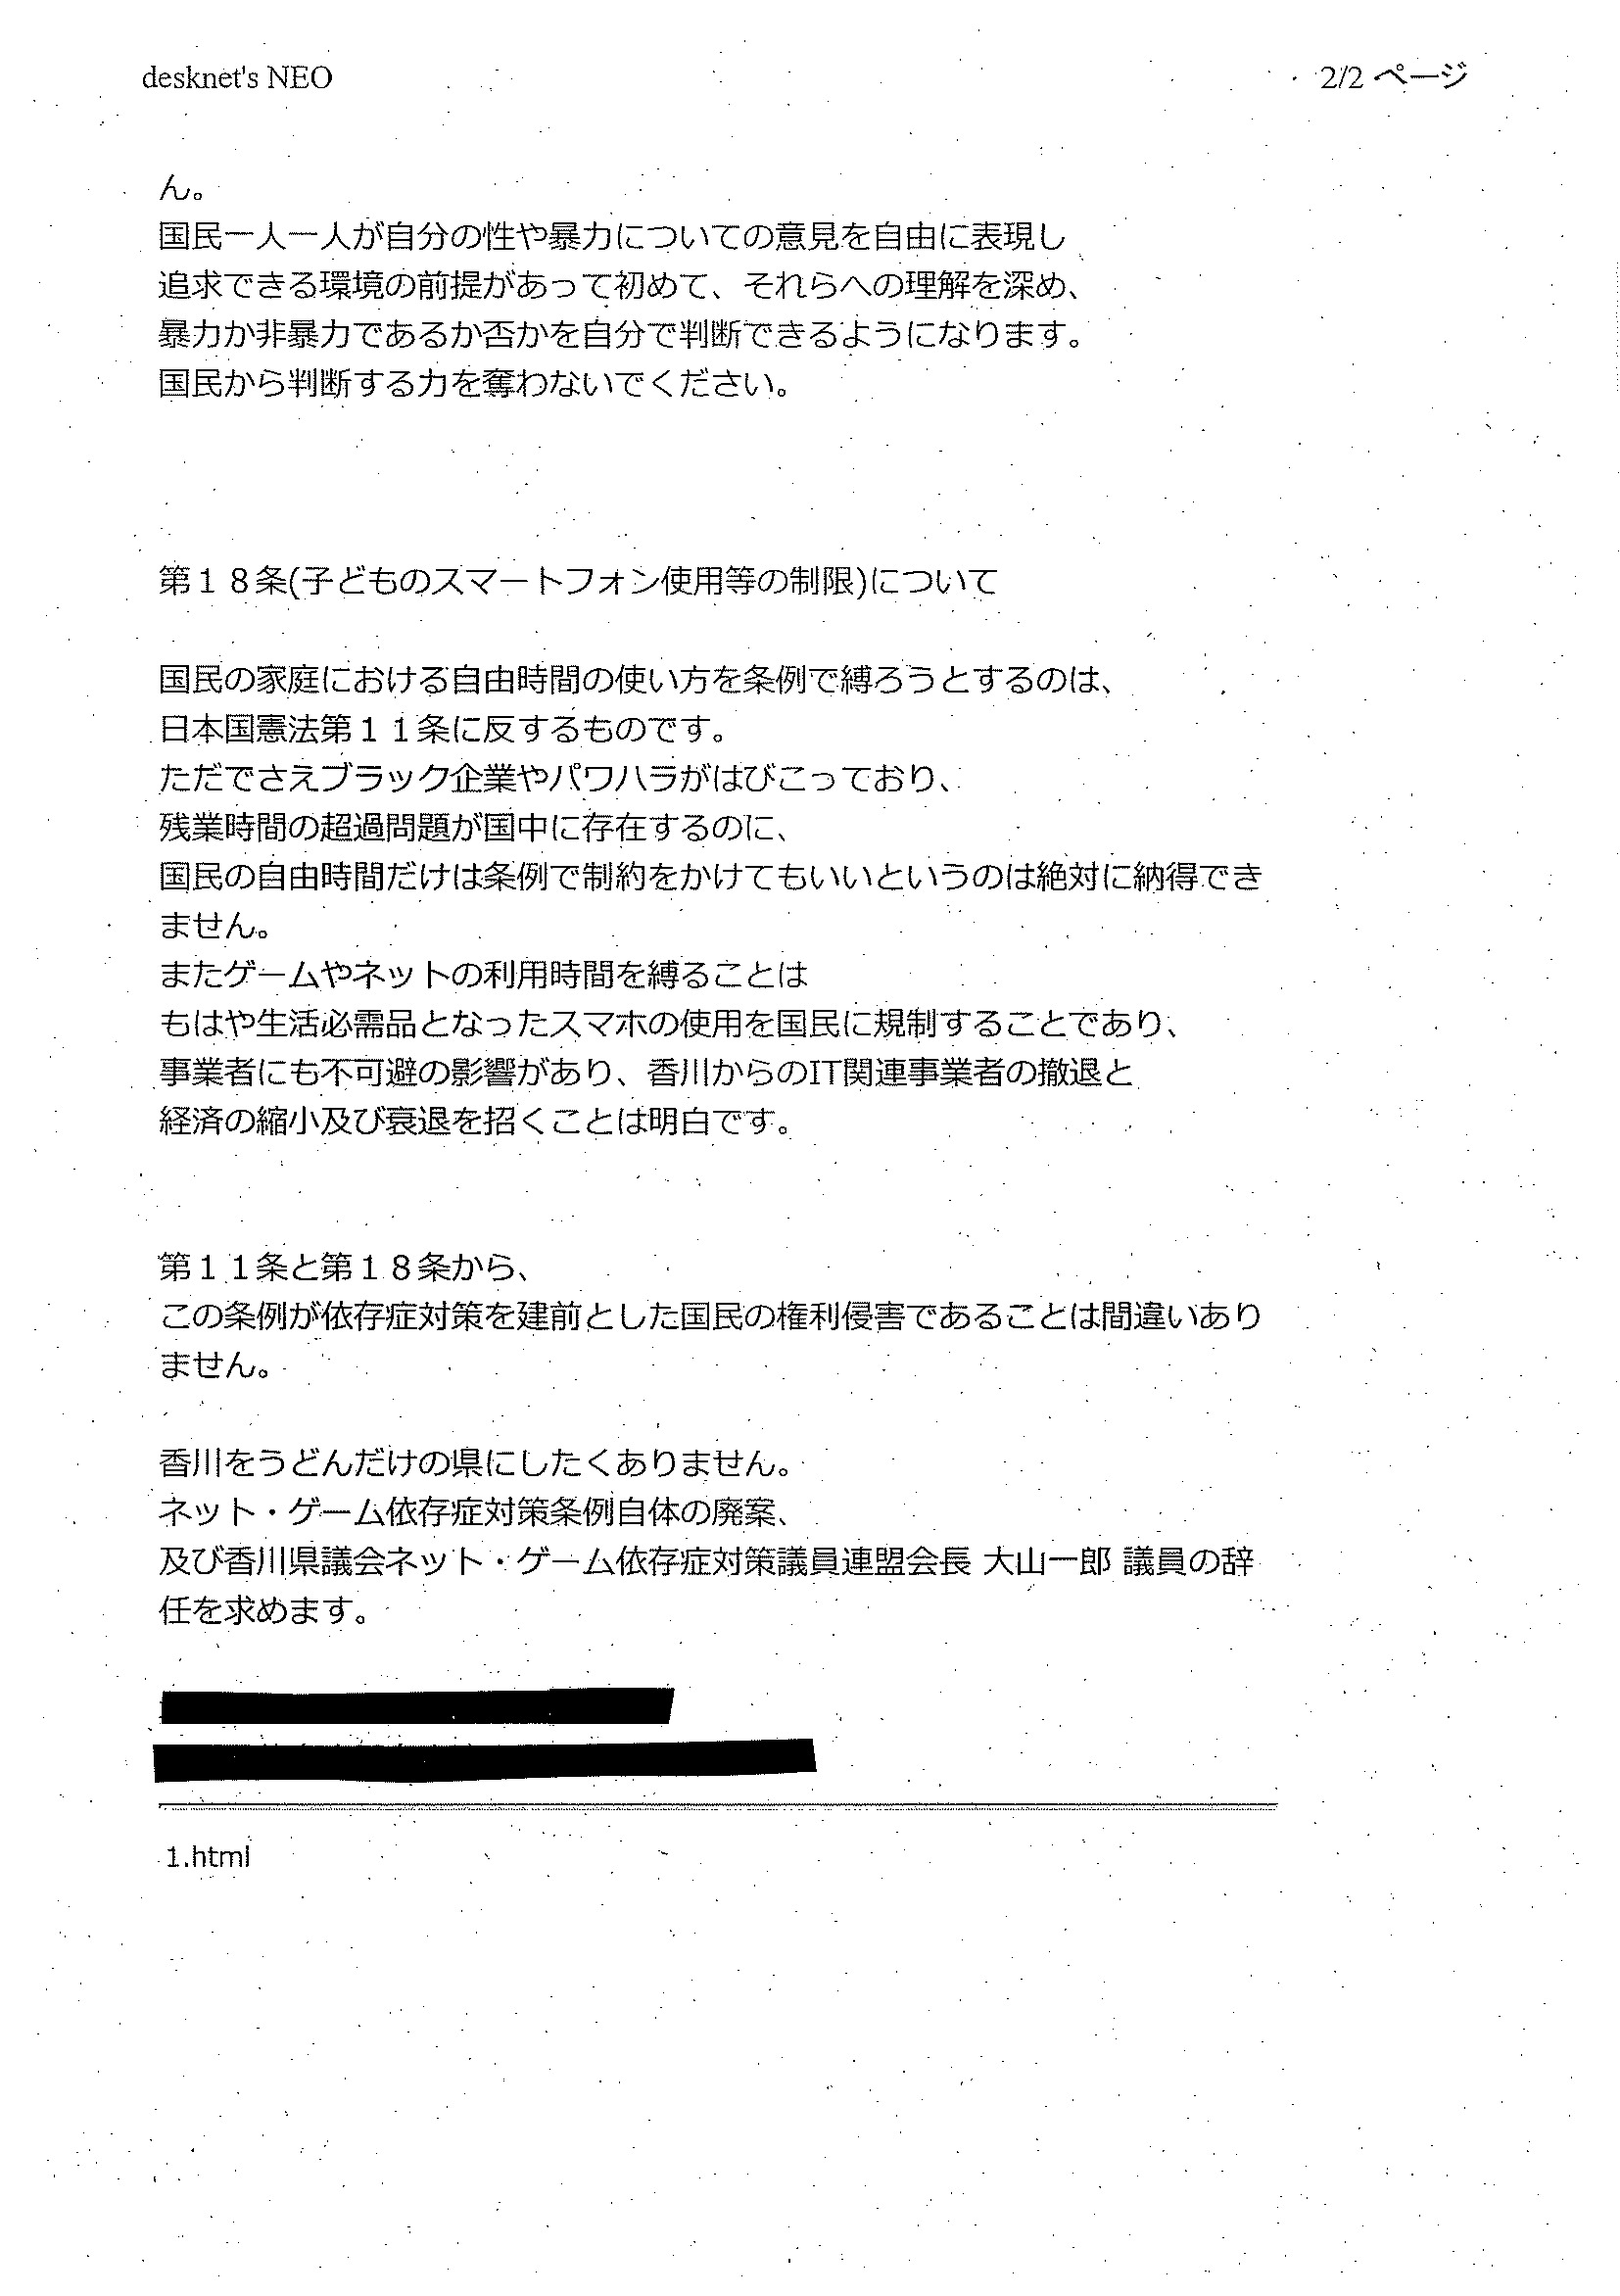 desknet's NEO
2/2 ページ
ん。
国民一人一人が自分の性や暴力についての意見を自由に表現し
追求できる環境の前提があって初めて、それらへの理解を深め、
暴力か非暴力であるか否かを自分で判断できるようになります。
国民から判断する力を奪わないでください。
第１８条(子どものスマートフォン使用等の制限)について
国民の家庭における自由時間の使い方を条例で縛ろうとするのは、
日本国憲法第１１条に反するものです。
ただでさえブラック企業やパワハラがはびこっており、
残業時間の超過問題が国中に存在するのに、
国民の自由時間だけは条例で制約をかけてもいいというのは絶対に納得でき
ません。
またゲームやネットの利用時間を縛ることは
もはや生活必需品となったスマホの使用を国民に規制することであり、
事業者にも不可避の影響があり、香川からのIT関連事業者の撤退と
経済の縮小及び衰退を招くことは明白です。
第１１条と第１８条から、
この条例が依存症対策を建前とした国民の権利侵害であることは間違いあり
ません。
香川をうどんだけの県にしたくありません。
ネット・ゲーム依存症対策条例自体の廃案、
及び香川県議会ネット・ゲーム依存症対策議員連盟会長 大山一郎 議員の辞
任を求めます。
1.html